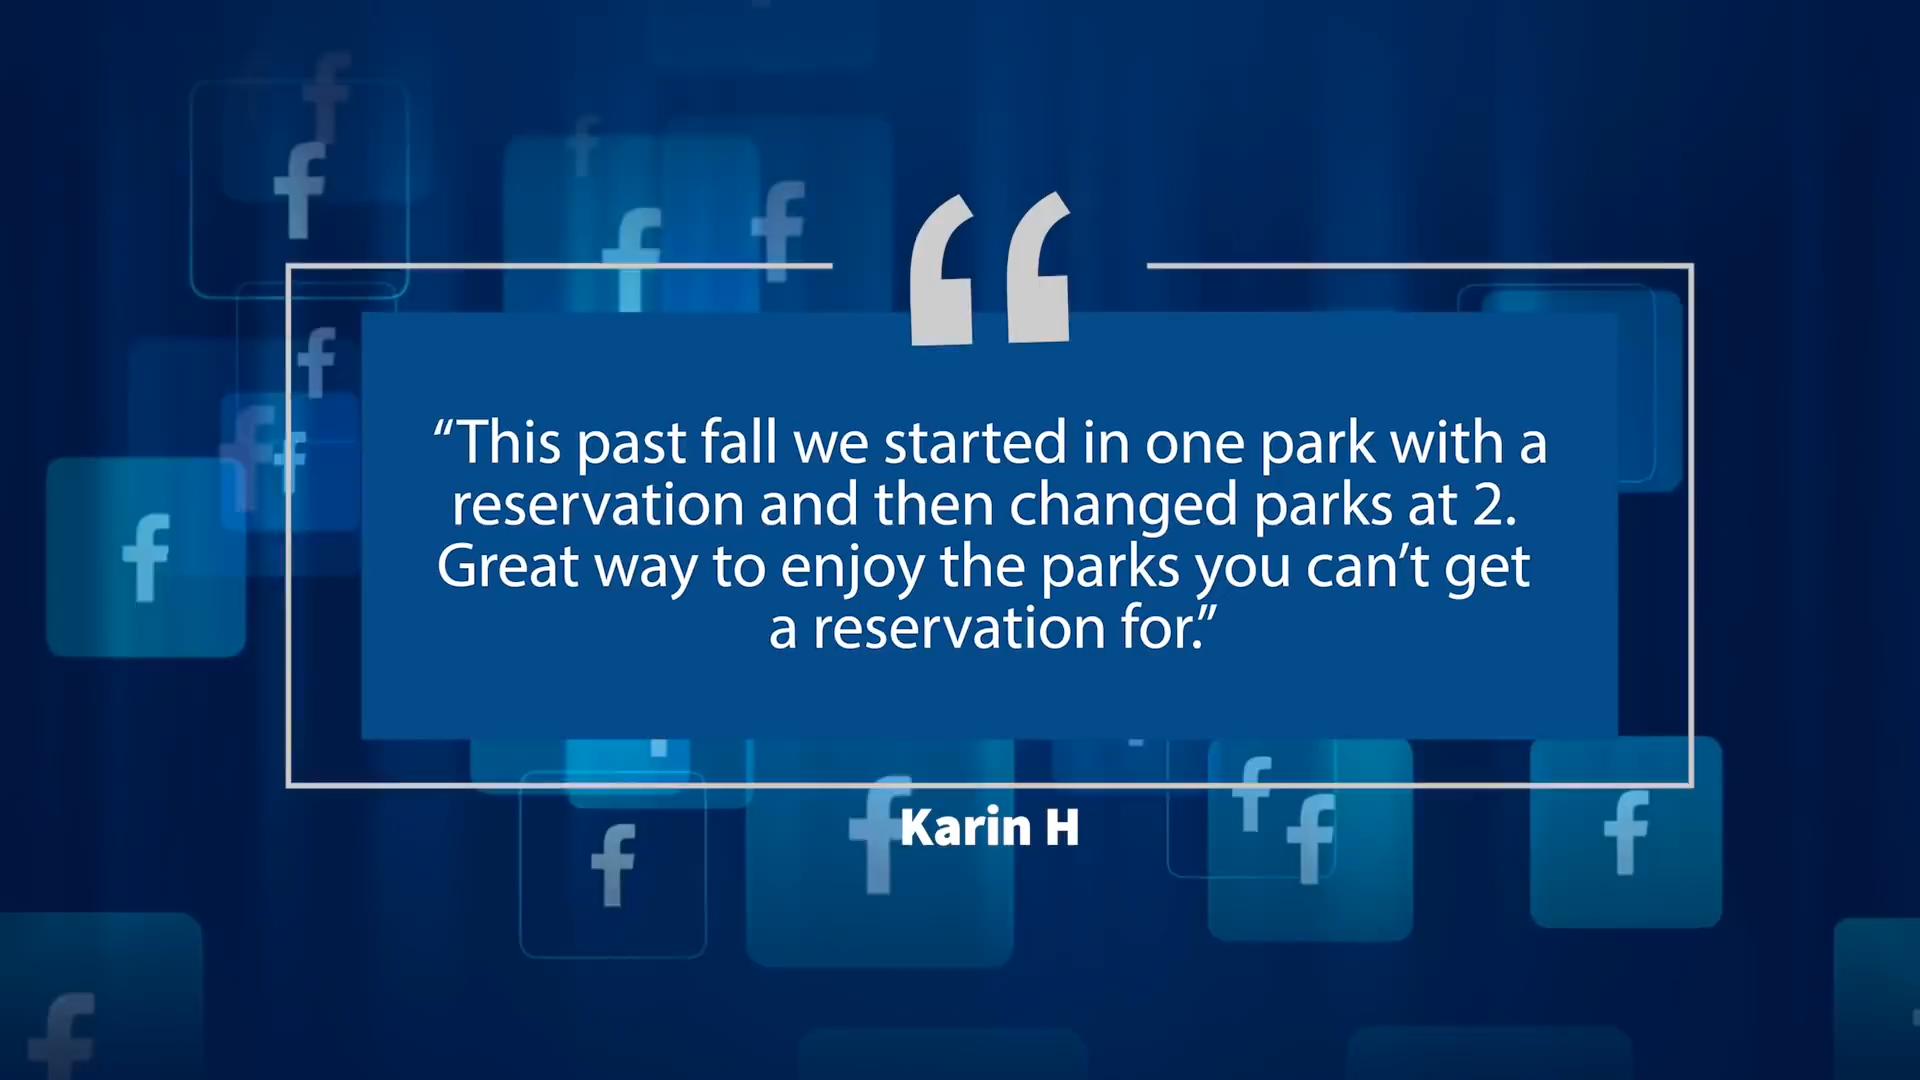 “This past fall we started in one park with a
reservation and then changed parks at 2.
Great way to enjoy the parks you can’t get
a reservation for.”
Karin H